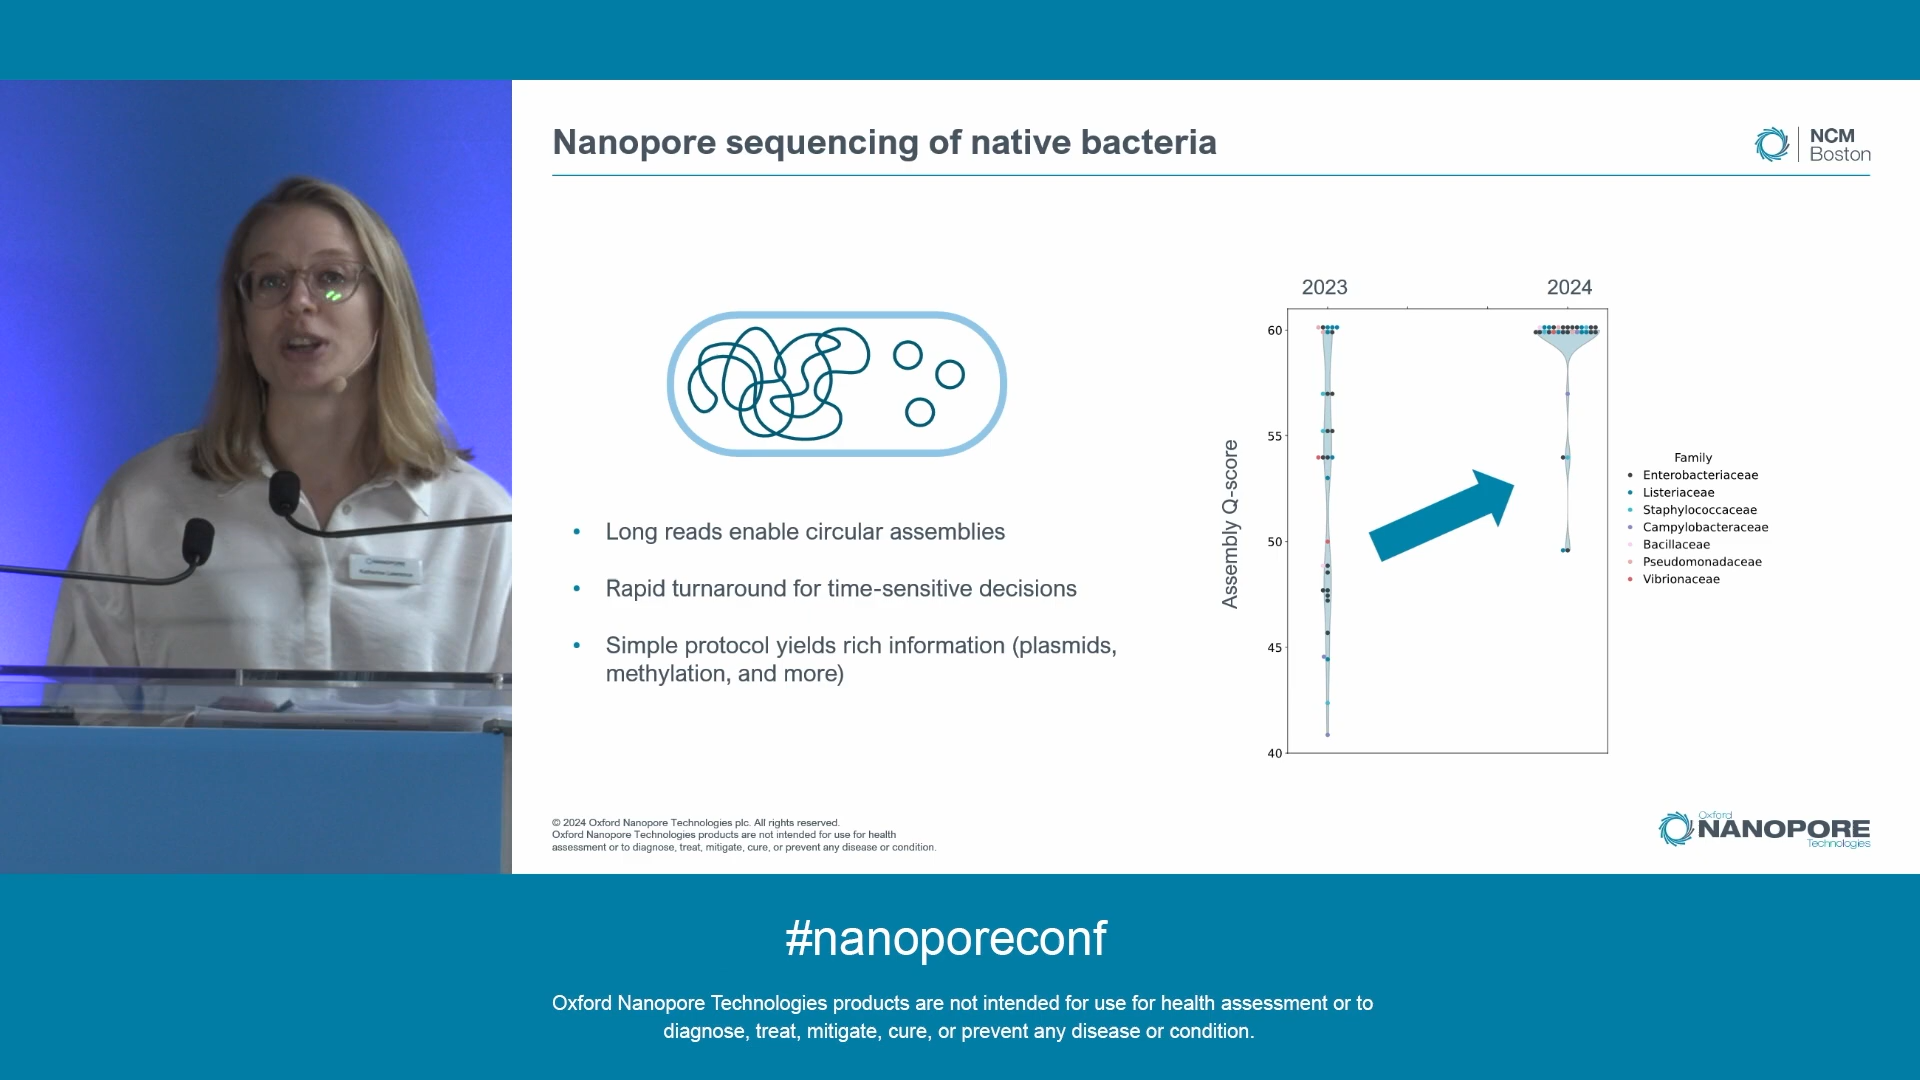 Nanopore sequencing of native bacteria
NCM
Boston
• Long reads enable circular assemblies
• Rapid turnaround for time-sensitive decisions
• Simple protocol yields rich information (plasmids,
methylation, and more)
2023 2024
Assembly Q-score
60
55
50
45
40
Family
Enterobacteriaceae
Listeriaceae
Staphylococcaceae
Campylobacteraceae
Bacillaceae
Pseudomonadaceae
Vibrionaceae
© 2024 Oxford Nanopore Technologies plc. All rights reserved.
Oxford Nanopore Technologies products are not intended for use for health
assessment or to diagnose, treat, mitigate, cure, or prevent any disease or condition.
Oxford
NANOPORE
Technologies
#nanoporeconf
Oxford Nanopore Technologies products are not intended for use for health assessment or to
diagnose, treat, mitigate, cure, or prevent any disease or condition.